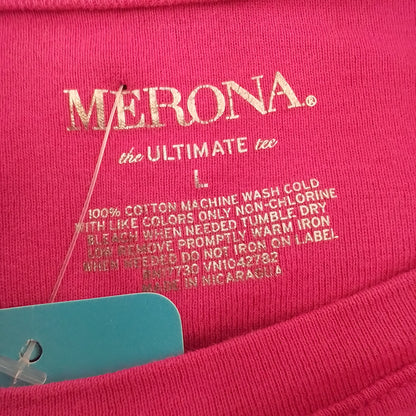 MERONA®
the ULTIMATE tee
L
100% COTTON MACHINE WASH COLD
WITH LIKE COLORS ONLY NON-CHLORINE
BLEACH WHEN NEEDED TUMBLE DRY
LOW REMOVE PROMPTLY WARM IRON
WHEN NEEDED DO NOT IRON ON LABEL
VN1042782
MADE IN NICARAGUA